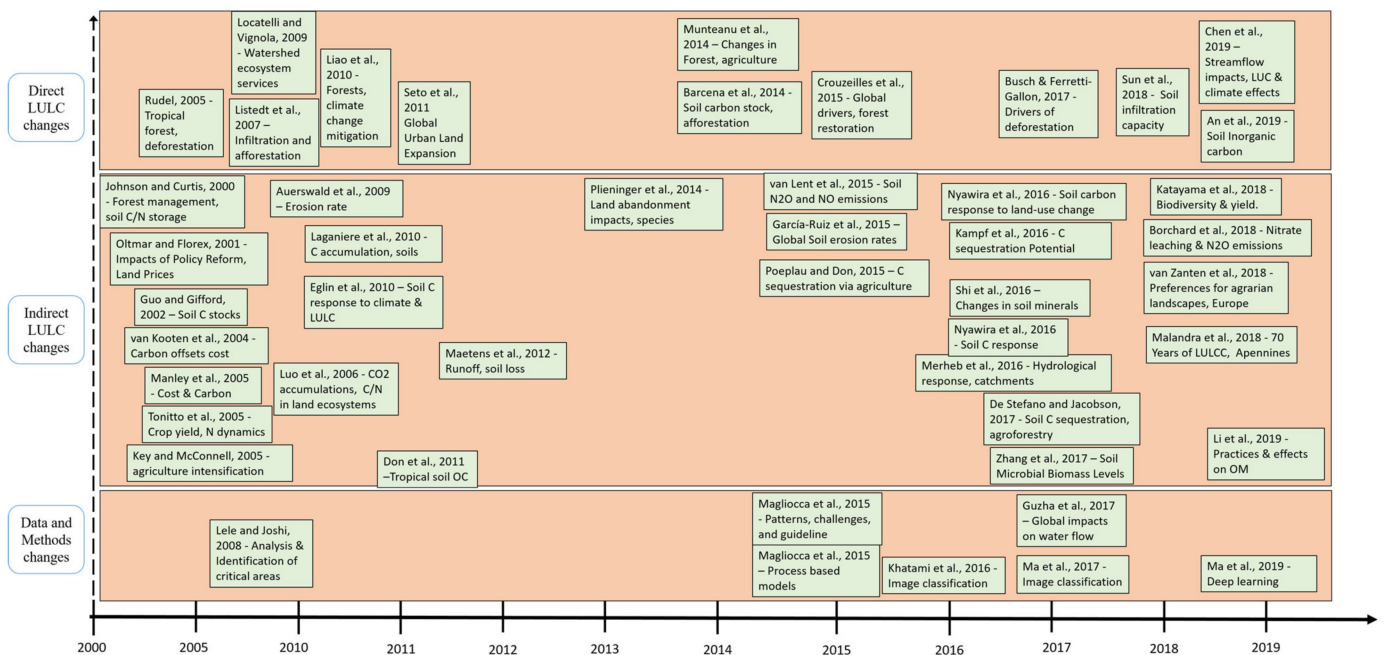 Direct
LULC
changes
Rudel, 2005 -
Tropical
forest,
deforestation
Locatelli and
Vignola, 2009
- Watershed
ecosystem
services
Listedt et al.,
2007 –
Infiltration and
afforestation
Liao et al.,
2010 -
Forests,
climate
change
mitigation
Seto et al.,
2011
Global
Urban Land
Expansion
Munteanu et al.,
2014 – Changes in
Forest, agriculture
Barcena et al., 2014 -
Soil carbon stock,
afforestation
Crouzeilles et al.,
2015 - Global
drivers, forest
restoration
Busch & Ferretti-
Gallon, 2017 -
Drivers of
deforestation
Sun et al.,
2018 - Soil
infiltration
capacity
Chen et al.,
2019 –
Streamflow
impacts, LUC &
climate effects
An et al., 2019
- Soil Inorganic
carbon
Indirect
LULC
changes
Johnson and Curtis, 2000
- Forest management,
soil C/N storage
Oltmar and Florex, 2001 -
Impacts of Policy Reform,
Land Prices
Guo and Gifford,
2002 – Soil C stocks
van Kooten et al., 2004 -
Carbon offsets cost
Manley et al., 2005
- Cost & Carbon
Tonitto et al., 2005 -
Crop yield, N dynamics
Key and McConnell, 2005 -
agriculture intensification
Auerswald et al., 2009
– Erosion rate
Laganiere et al., 2010 -
C accumulation, soils
Eglin et al., 2010 – Soil C
response to climate &
LULC
Luo et al., 2006 - CO2
accumulations, C/N
in land ecosystems
Don et al., 2011
–Tropical soil OC
Maetens et al., 2012 -
Runoff, soil loss
Plieninger et al., 2014 -
Land abandonment
impacts, species
van Lent et al., 2015 - Soil
N2O and NO emissions
García-Ruiz et al., 2015 –
Global Soil erosion rates
Poeplau and Don, 2015 – C
sequestration via agriculture
Nyawira et al., 2016 - Soil carbon
response to land-use change
Kampf et al., 2016 - C
sequestration Potential
Shi et al., 2016 –
Changes in soil minerals
Nyawira et al., 2016
- Soil C response
Merheb et al., 2016 - Hydrological
response, catchments
De Stefano and Jacobson,
2017 - Soil C sequestration,
agroforestry
Zhang et al., 2017 – Soil
Microbial Biomass Levels
Katayama et al., 2018 -
Biodiversity & yield.
Borchard et al., 2018 - Nitrate
leaching & N2O emissions
van Zanten et al., 2018 -
Preferences for agrarian
landscapes, Europe
Malandra et al., 2018 - 70
Years of LULCC, Apennines
Li et al., 2019 -
Practices & effects
on OM
Data and
Methods
changes
Lele and Joshi,
2008 - Analysis &
Identification of
critical areas
Magliocca et al., 2015
- Patterns, challenges,
and guideline
Magliocca et al., 2015
– Process based
models
Khatami et al., 2016 -
Image classification
Guzha et al., 2017
– Global impacts
on water flow
Ma et al., 2017 -
Image classification
Ma et al., 2019 -
Deep learning
2000 2005 2010 2011 2012 2013 2014 2015 2016 2017 2018 2019